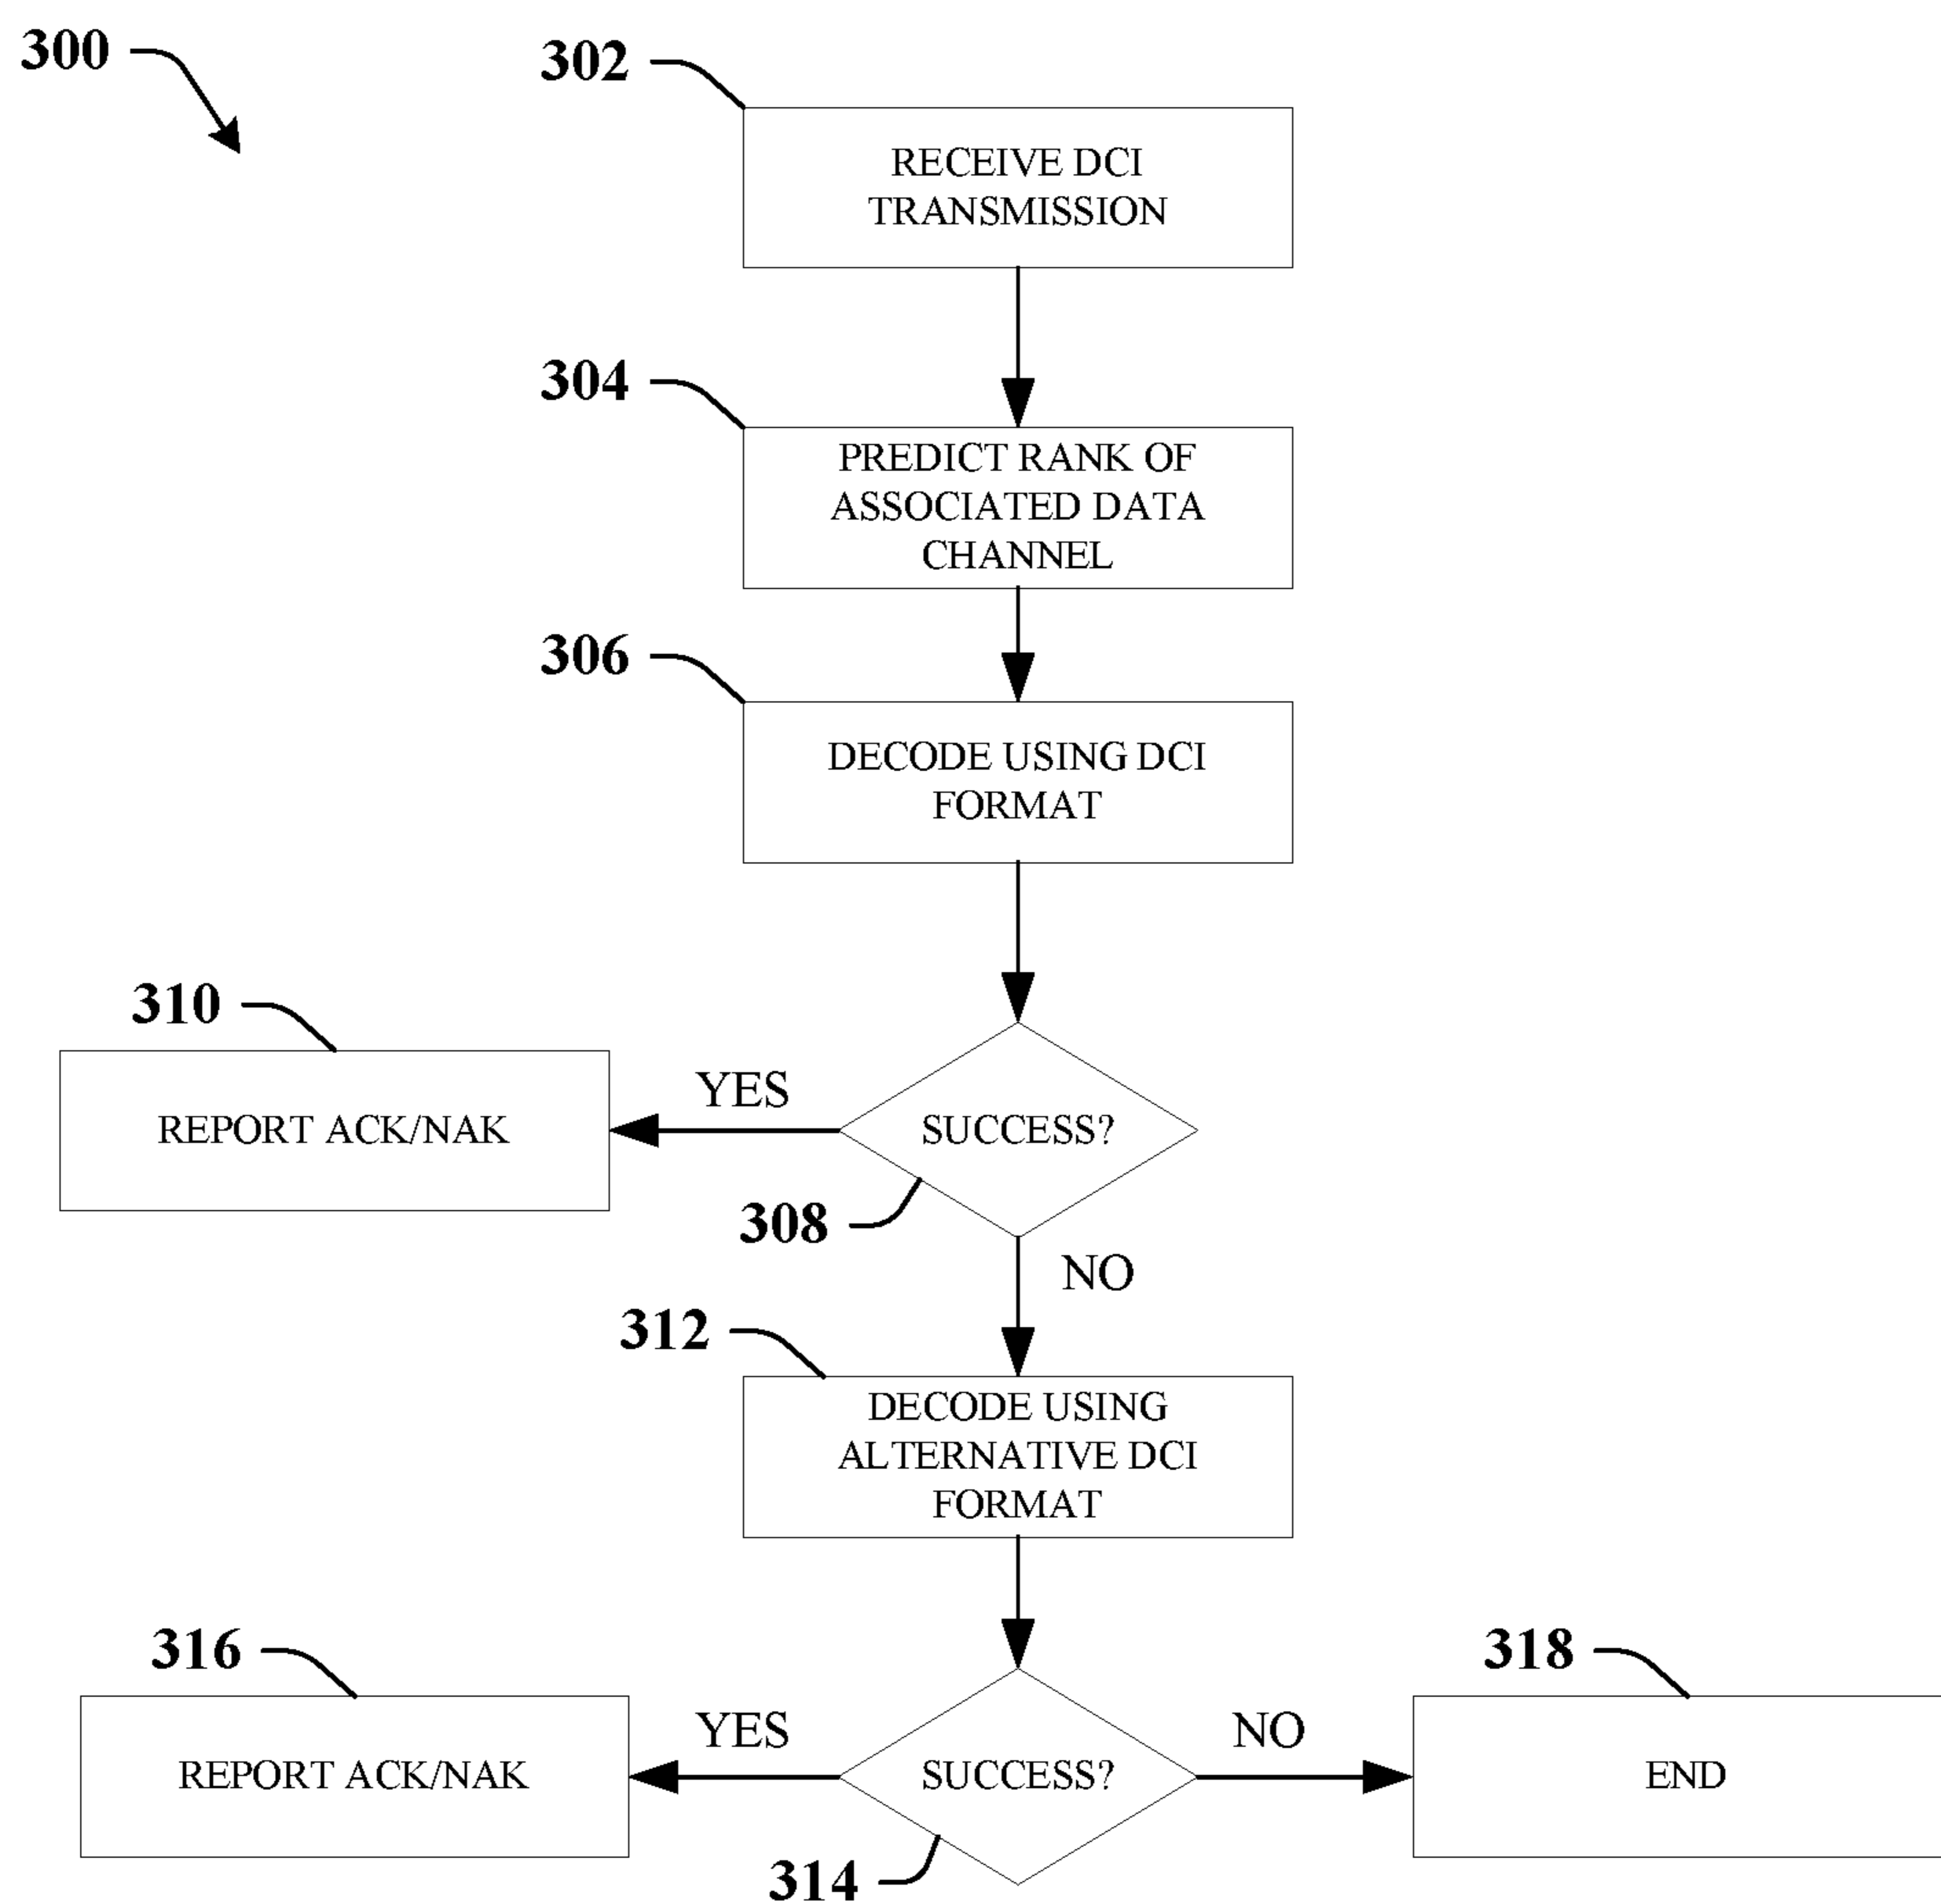 300
302
RECEIVE DCI
TRANSMISSION
304
PREDICT RANK OF
ASSOCIATED DATA
CHANNEL
306
DECODE USING DCI
FORMAT
310
REPORT ACK/NAK
YES
SUCCESS?
308
NO
312
DECODE USING
ALTERNATIVE DCI
FORMAT
316
REPORT ACK/NAK
YES
SUCCESS?
314
NO
318
END